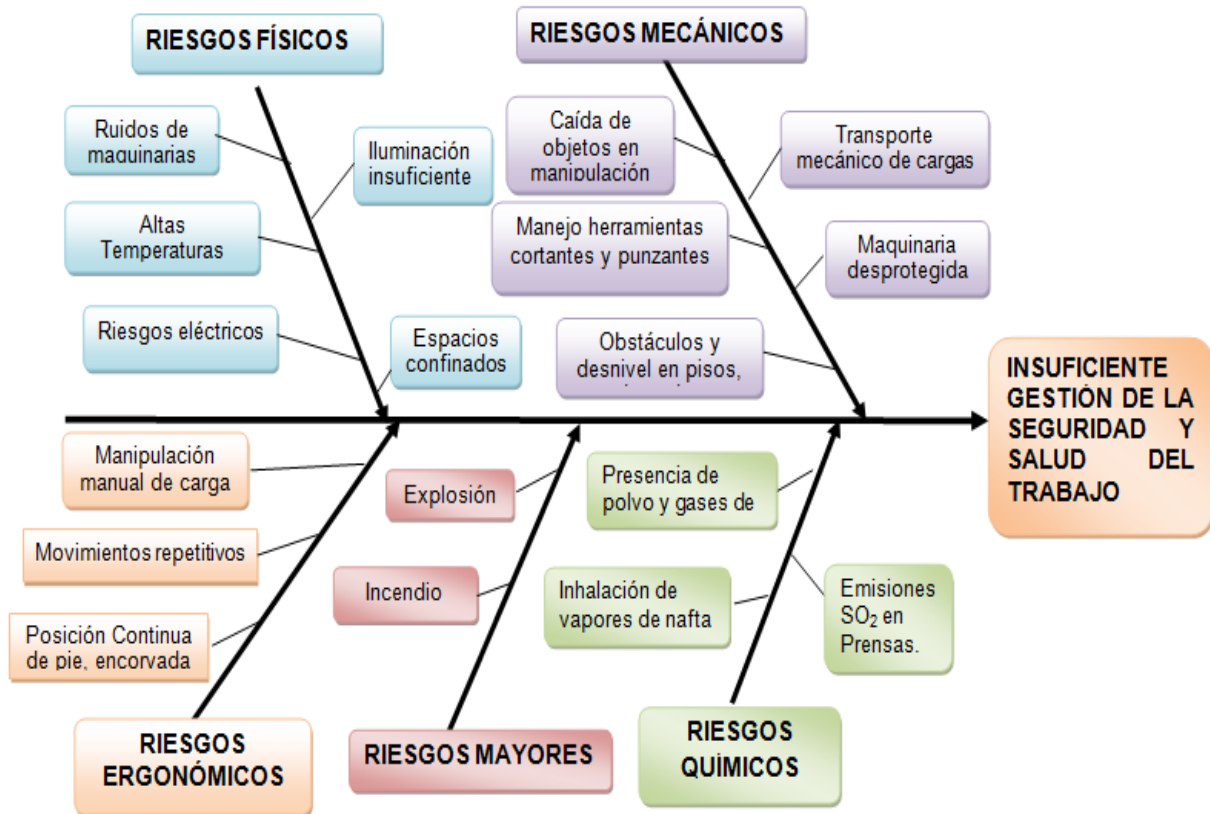 RIESGOS FÍSICOS
RIESGOS MECÁNICOS
Ruidos de
maquinarias
Iluminación
insuficiente
Altas
Temperaturas
Riesgos eléctricos
Espacios
confinados
Caída de
objetos en
manipulación
Transporte
mecánico de cargas
Manejo herramientas
cortantes y punzantes
Maquinaria
desprotegida
Obstáculos y
desnivel en pisos,
INSUFICIENTE
GESTIÓN DE LA
SEGURIDAD Y
SALUD DEL
TRABAJO
Manipulación
manual de carga
Movimientos repetitivos
Posición Continua
de pie, encorvada
Explosión
Incendio
Presencia de
polvo y gases de
Inhalación de
vapores de nafta
Emisiones
SO₂ en
Prensas.
RIESGOS
ERGONÓMICOS
RIESGOS MAYORES
RIESGOS
QUÍMICOS